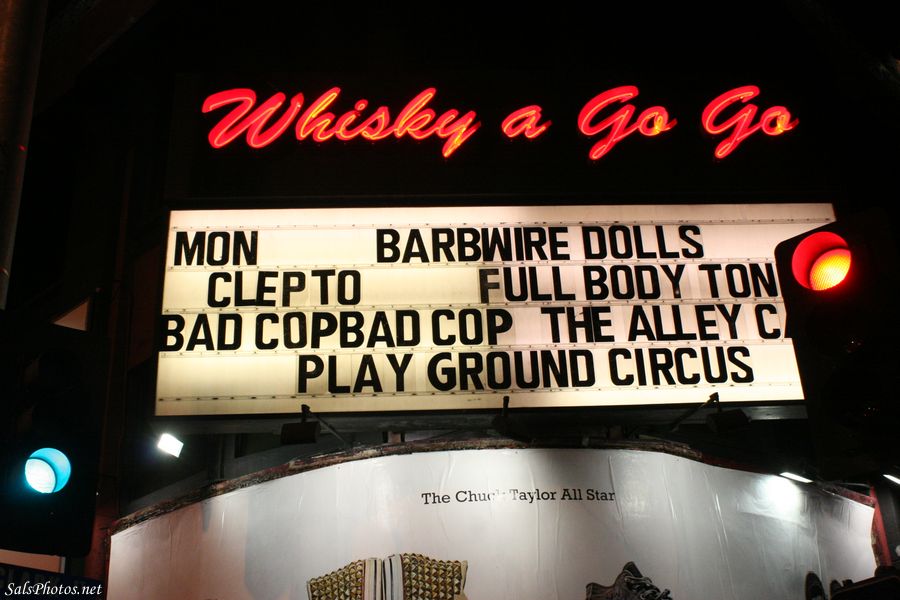 Whisky a Go Go
MON BARBWIRE DOLLS
CLEPTO FULL BODY TON
BAD COPBAD COP THE ALLEY C
PLAY GROUND CIRCUS
The Chuck Taylor All Star
SalsPhotos.net